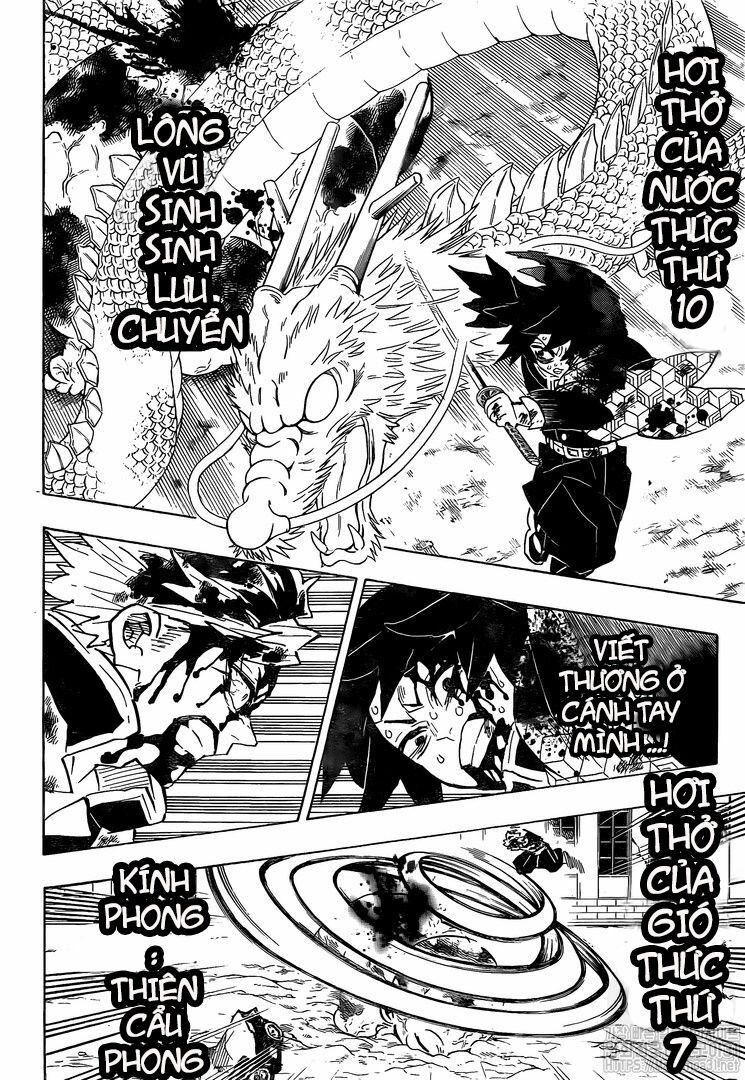 HƠI
THỞ
CỦA
NƯỚC
THỨC
THỨ
10
LÔNG
VŨ
SINH
SINH
LƯU
CHUYỂN
VIẾT
THƯƠNG Ở
CÁNH TAY
MÌNH ...!
HƠI
THỞ
CỦA
GIÓ
THỨC
THỨ
7
KÍNH
PHONG
:
THIÊN
CẨU
PHONG